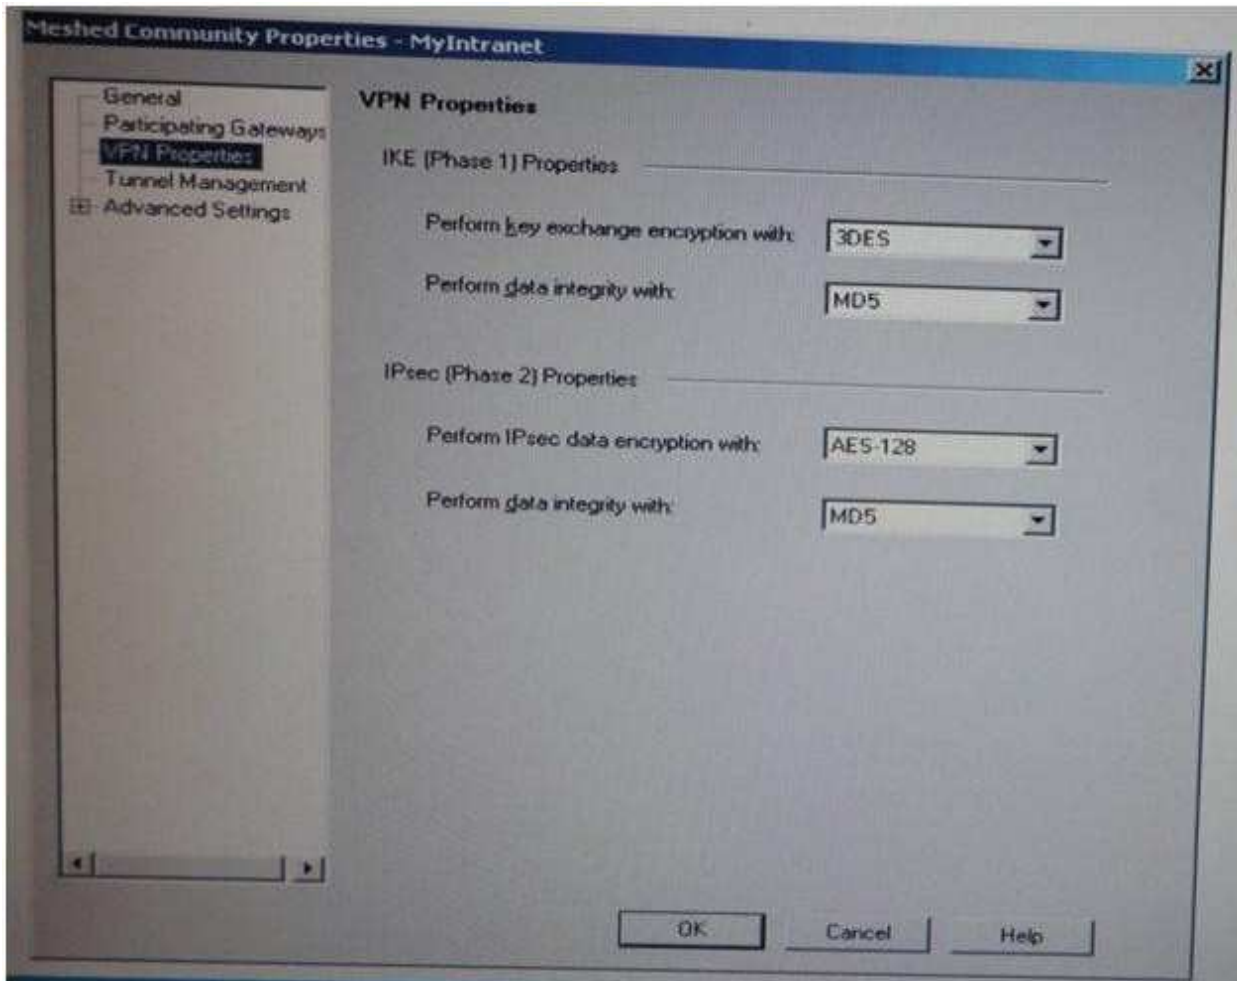 Meshed Community Properties - MyIntranet
General
Participating Gateways
VPN Properties
Tunnel Management
Advanced Settings
VPN Properties
IKE (Phase 1) Properties
Perform key exchange encryption with: 3DES
Perform data integrity with: MD5
IPsec (Phase 2) Properties
Perform IPsec data encryption with: AES-128
Perform data integrity with: MD5
OK Cancel Help